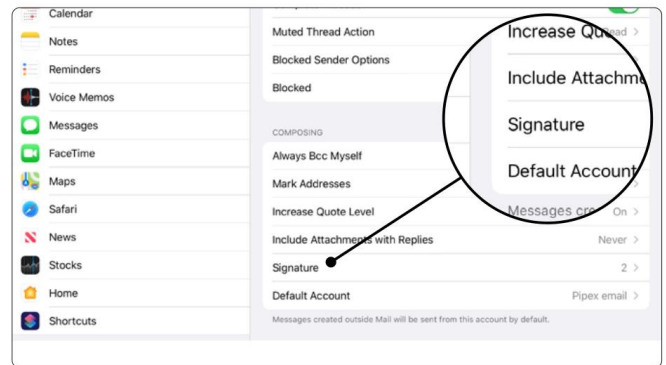 Calendar
Notes
Reminders
Voice Memos
Messages
FaceTime
Maps
Safari
News
Stocks
Home
Shortcuts
Muted Thread Action
Read >
Blocked Sender Options
Blocked
COMPOSING
Always Bcc Myself
Mark Addresses
Increase Quote Level
On >
Include Attachments with Replies
Never >
Signature
2 >
Default Account
Pipex email >
Messages created outside Mail will be sent from this account by default.
Increase
Include
Signature
Default Account
Messages